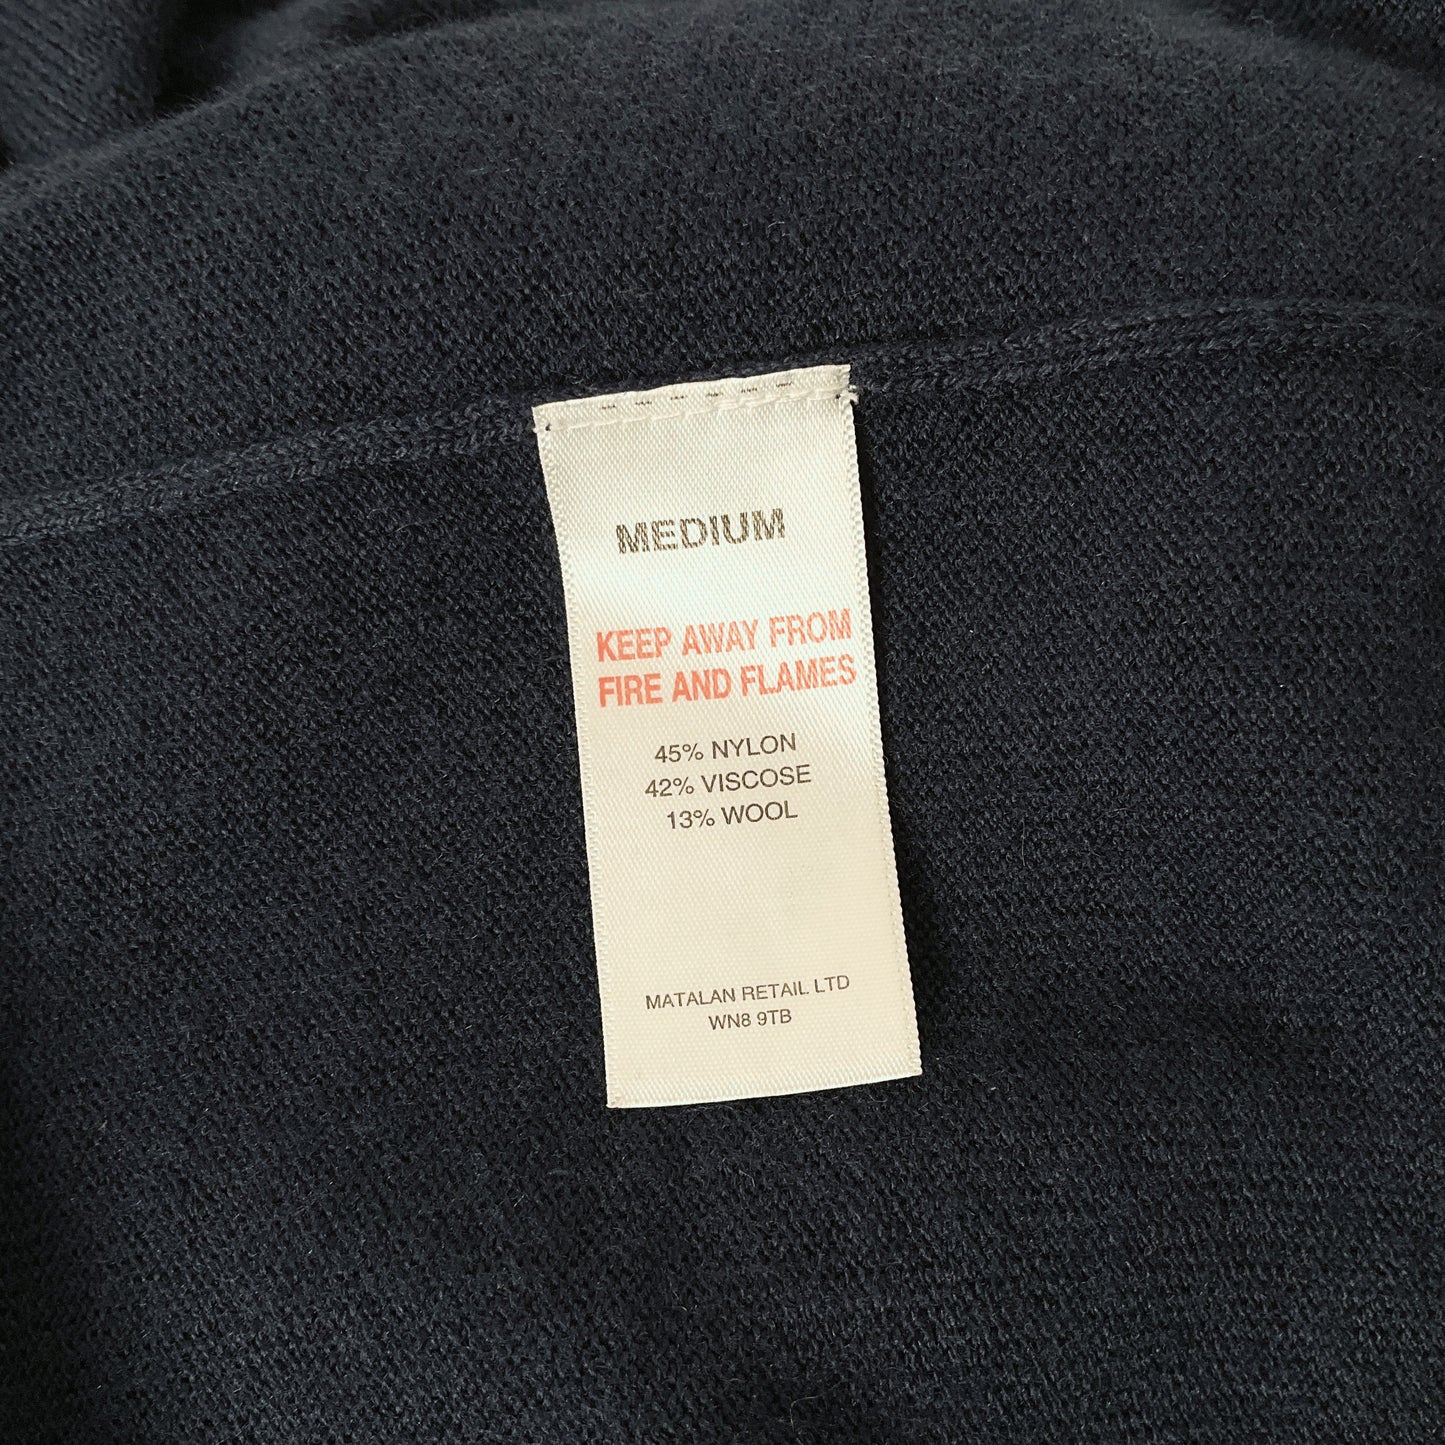 MEDIUM
KEEP AWAY FROM
FIRE AND FLAMES
45% NYLON
42% VISCOSE
13% WOOL
MATALAN RETAIL LTD
WN8 9TB